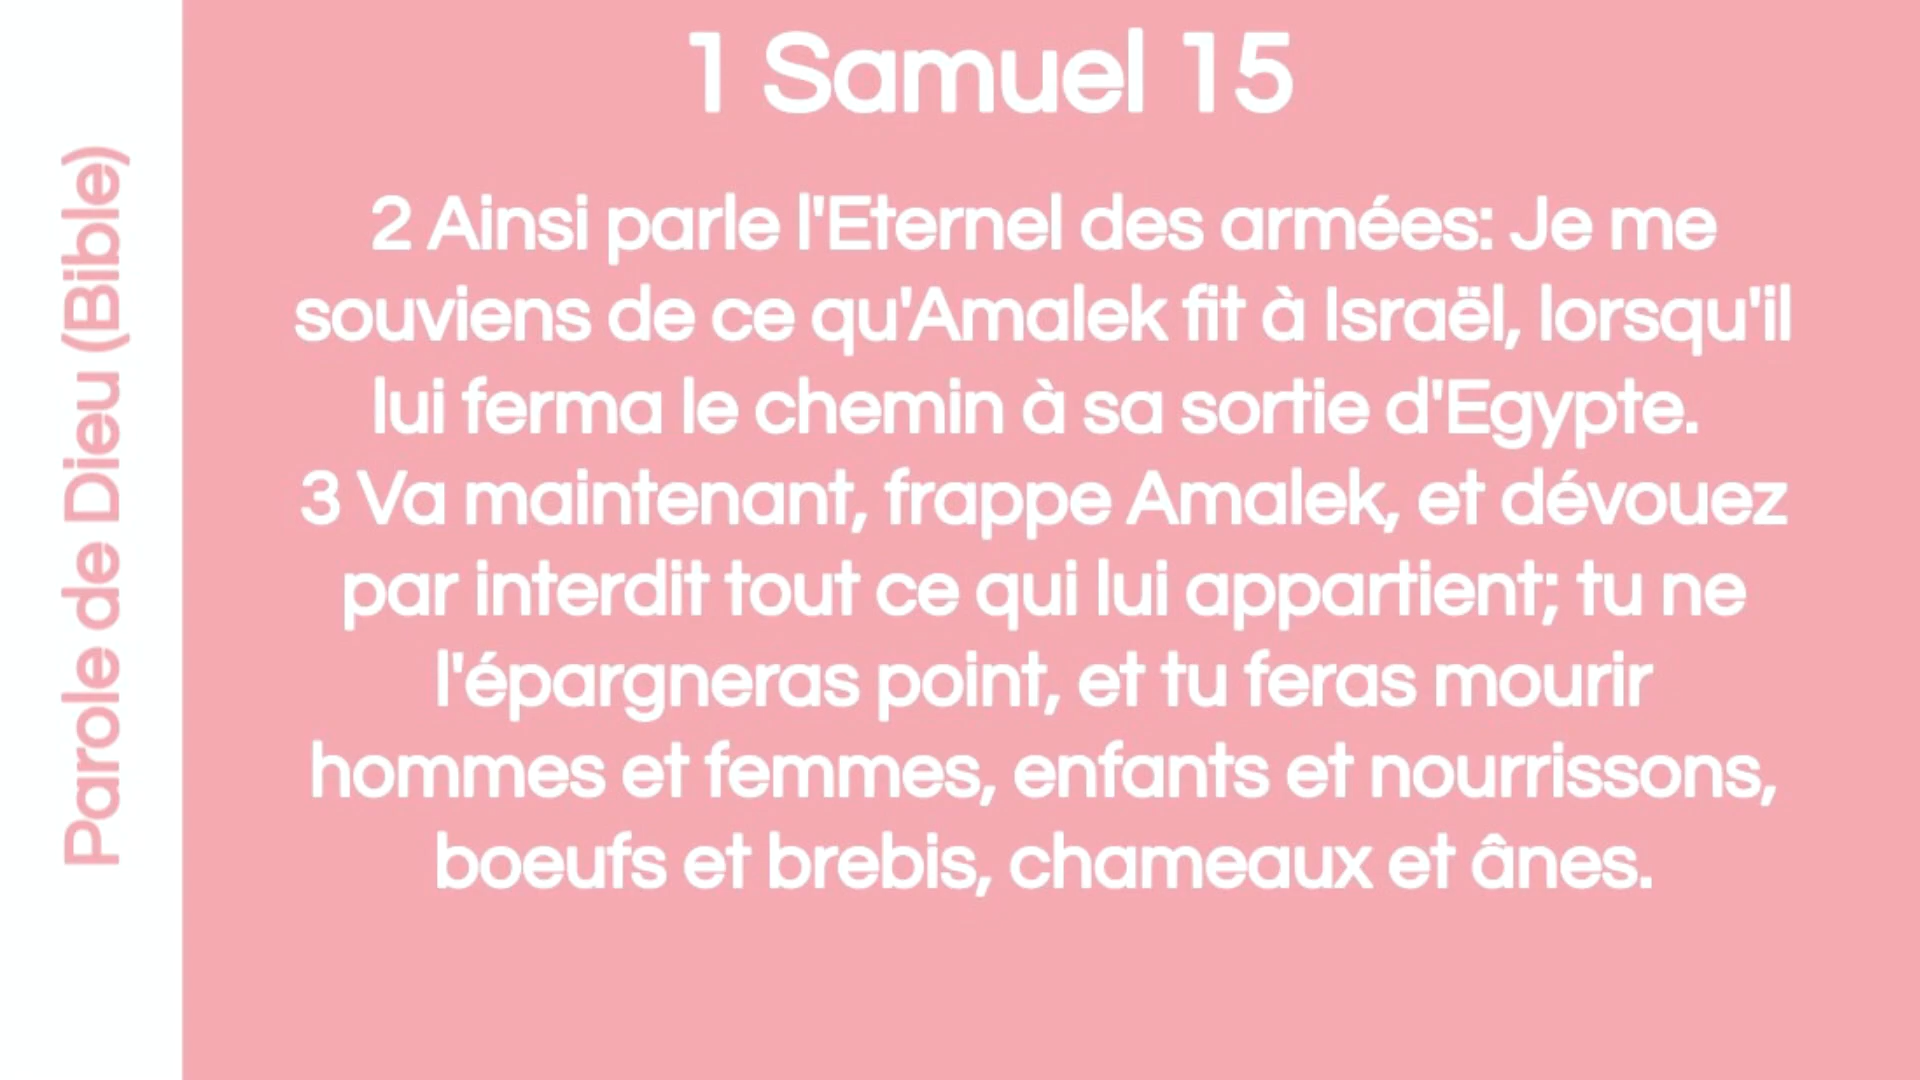 Parole de Dieu (Bible)
1 Samuel 15
2 Ainsi parle l'Eternel des armées: Je me
souviens de ce qu'Amalek fit à Israël, lorsqu'il
lui ferma le chemin à sa sortie d'Egypte.
3 Va maintenant, frappe Amalek, et dévouez
par interdit tout ce qui lui appartient; tu ne
l'épargneras point, et tu feras mourir
hommes et femmes, enfants et nourrissons,
boeufs et brebis, chameaux et ânes.